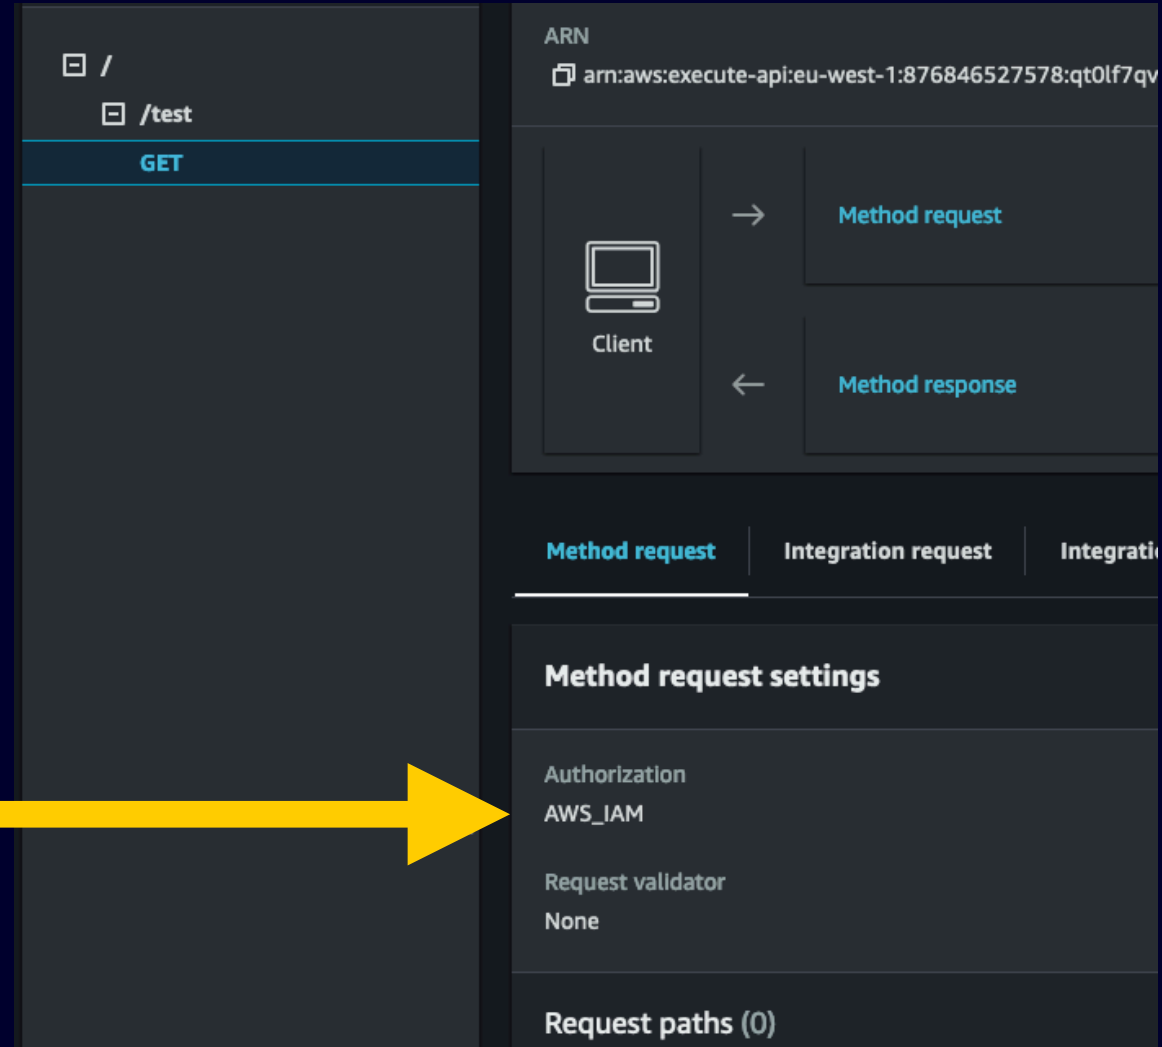 /
/test
GET
ARN
arn:aws:execute-api:eu-west-1:876846527578:qt0lf7qv
Client
Method request
Method response
Method request
Integration request
Integrati
Method request settings
Authorization
AWS_IAM
Request validator
None
Request paths (0)